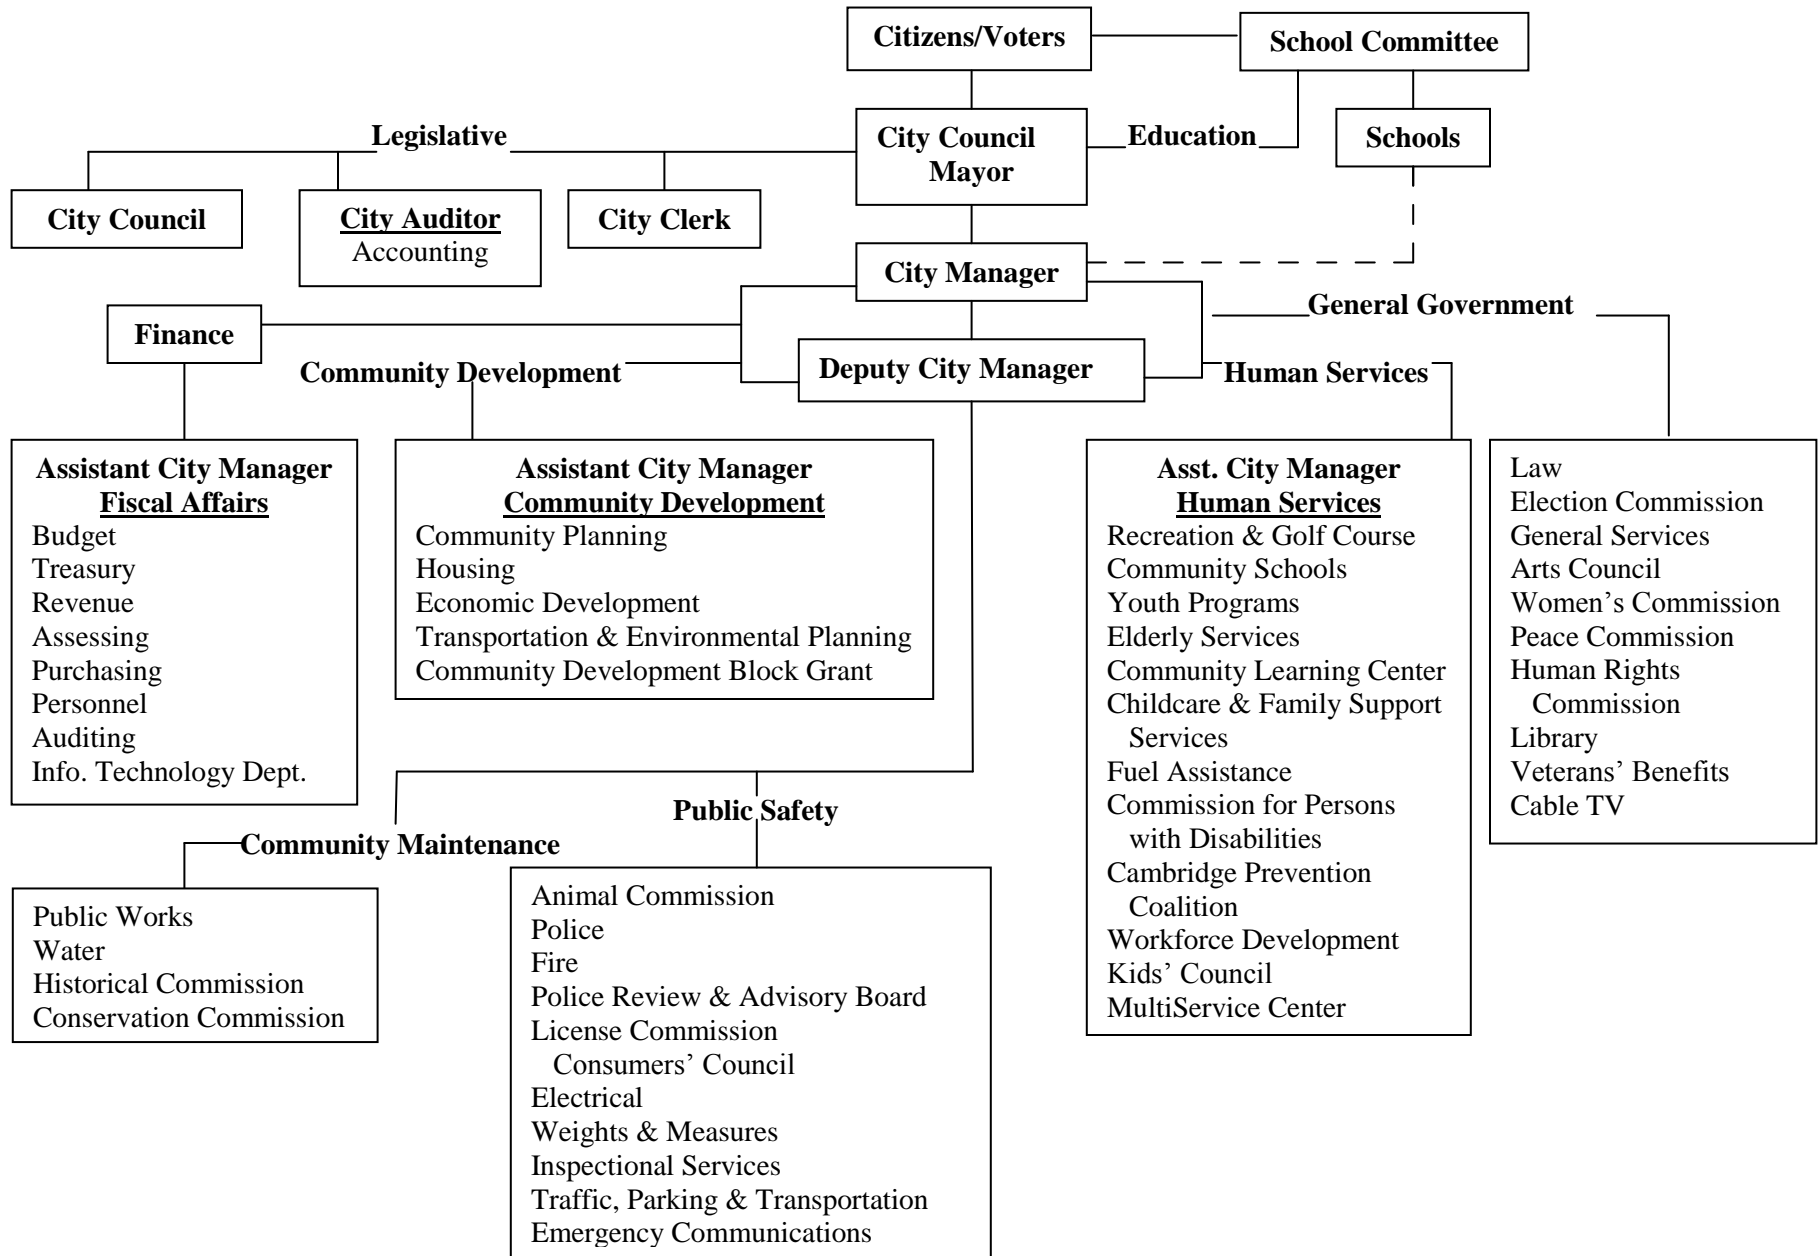 Citizens/Voters
School Committee
Legislative
City Council
Mayor
Education
Schools
City Council
City Auditor
Accounting
City Clerk
City Manager
General Government
Finance
Community Development
Deputy City Manager
Human Services
Assistant City Manager
Fiscal Affairs
Budget
Treasury
Revenue
Assessing
Purchasing
Personnel
Auditing
Info. Technology Dept.
Assistant City Manager
Community Development
Community Planning
Housing
Economic Development
Transportation & Environmental Planning
Community Development Block Grant
Asst. City Manager
Human Services
Recreation & Golf Course
Community Schools
Youth Programs
Elderly Services
Community Learning Center
Childcare & Family Support
Services
Fuel Assistance
Commission for Persons
with Disabilities
Cambridge Prevention
Coalition
Workforce Development
Kids’ Council
MultiService Center
Law
Election Commission
General Services
Arts Council
Women’s Commission
Peace Commission
Human Rights
Commission
Library
Veterans’ Benefits
Cable TV
Public Safety
Community Maintenance
Public Works
Water
Historical Commission
Conservation Commission
Animal Commission
Police
Fire
Police Review & Advisory Board
License Commission
Consumers’ Council
Electrical
Weights & Measures
Inspectional Services
Traffic, Parking & Transportation
Emergency Communications